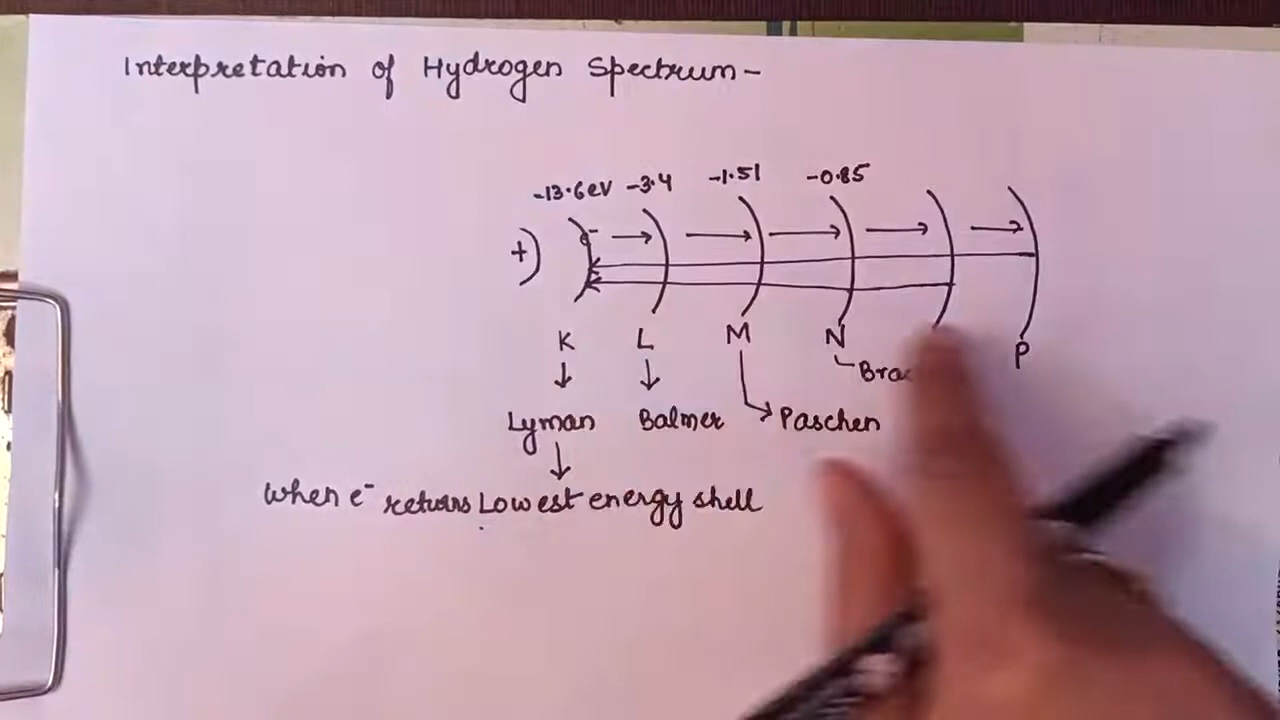 Interpretation of Hydrogen Spectrum-
-13.6eV -3.4 -1.51 -0.85
+ e-
K L M N P
Lyman Balmer Paschen
when e- returns Lowest energy shell